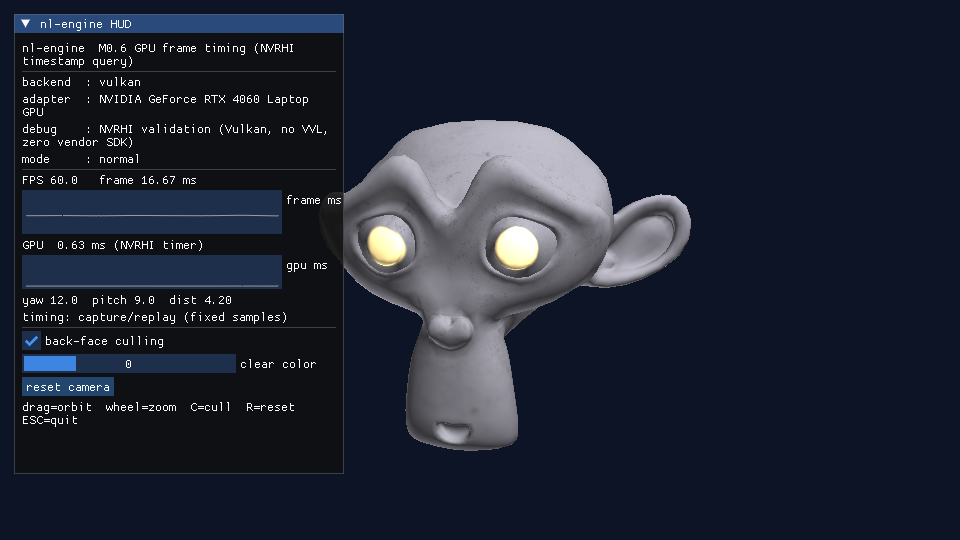 nl-engine HUD
nl-engine  M0.6 GPU frame timing (NVRHI
timestamp query)
backend  : vulkan
adapter  : NVIDIA GeForce RTX 4060 Laptop
GPU
debug    : NVRHI validation (Vulkan, no VVL,
zero vendor SDK)
mode     : normal
FPS 60.0   frame 16.67 ms
frame ms
GPU  0.63 ms (NVRHI timer)
gpu ms
yaw 12.0  pitch 9.0  dist 4.20
timing: capture/replay (fixed samples)
back-face culling
0 clear color
reset camera
drag=orbit  wheel=zoom  C=cull  R=reset
ESC=quit